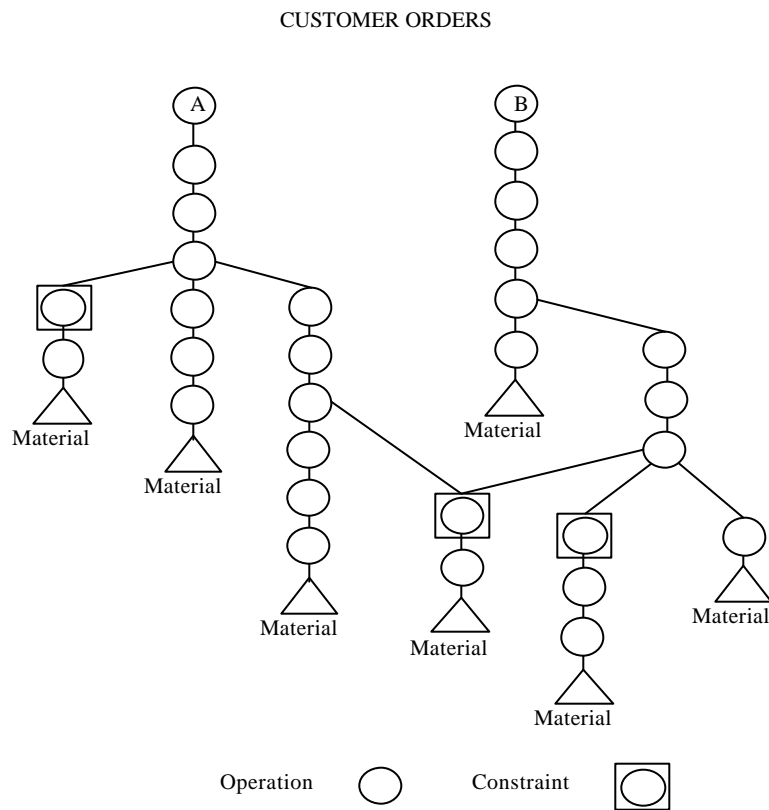 CUSTOMER ORDERS
A
B
Material
Material
Material
Material
Material
Material
Material
Operation
Constraint